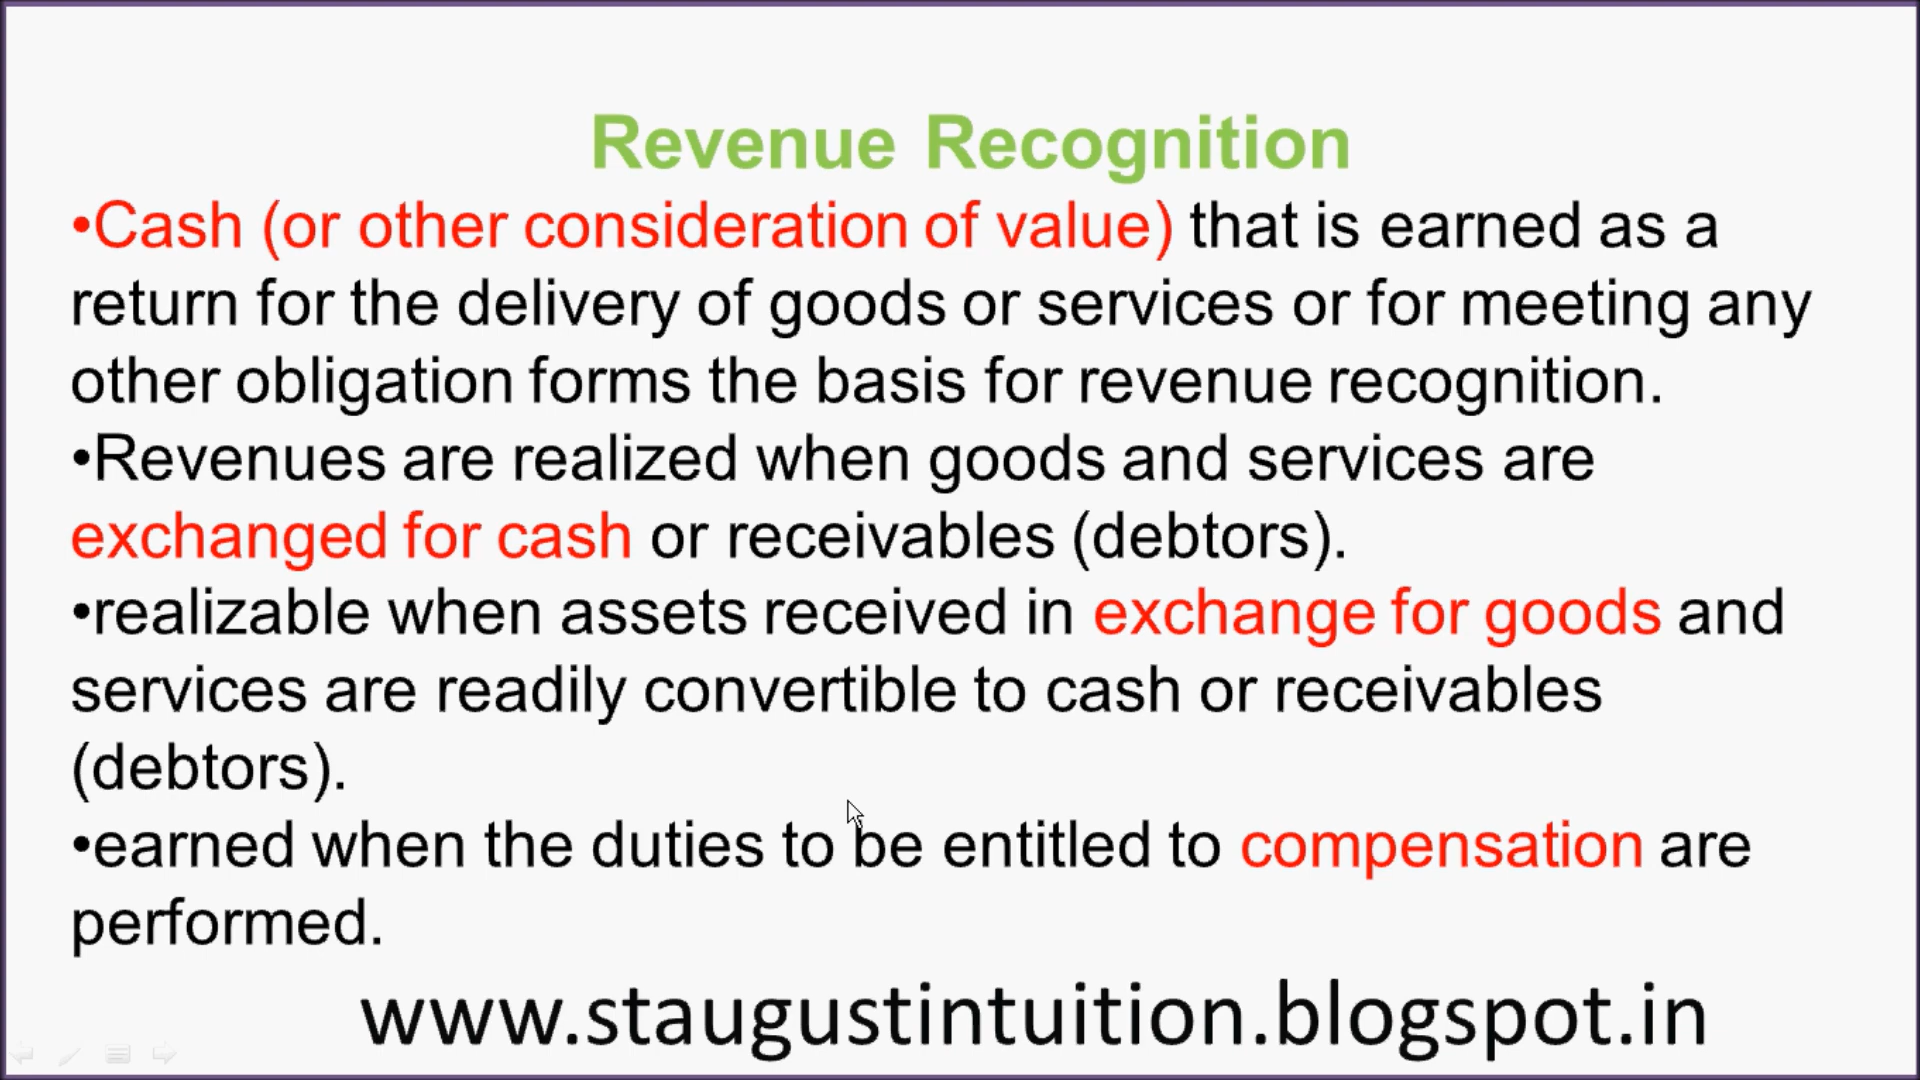 Revenue Recognition
•Cash (or other consideration of value) that is earned as a
return for the delivery of goods or services or for meeting any
other obligation forms the basis for revenue recognition.
•Revenues are realized when goods and services are
exchanged for cash or receivables (debtors).
•realizable when assets received in exchange for goods and
services are readily convertible to cash or receivables
(debtors).
•earned when the duties to be entitled to compensation are
performed.
www.staugustintuition.blogspot.in